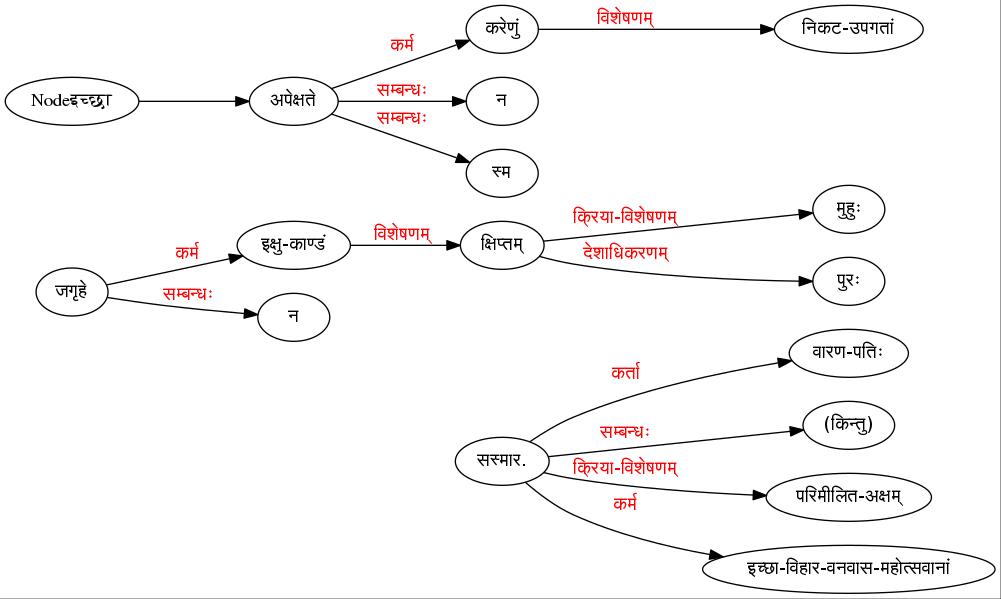 करेणुं
विशेषणम्
निकट-उपगतां
कर्म
Nodeइच्छा
अपेक्षते
सम्बन्धः
न
सम्बन्धः
स्म
जगृहे
कर्म
इक्षु-काण्डं
विशेषणम्
क्षिप्तम्
क्रिया-विशेषणम्
मुहुः
देशाधिकरणम्
पुरः
सम्बन्धः
न
सस्मार.
कर्ता
वारण-पतिः
सम्बन्धः
(किन्तु)
क्रिया-विशेषणम्
परिमीलित-अक्षम्
कर्म
इच्छा-विहार-वनवास-महोत्सवानां